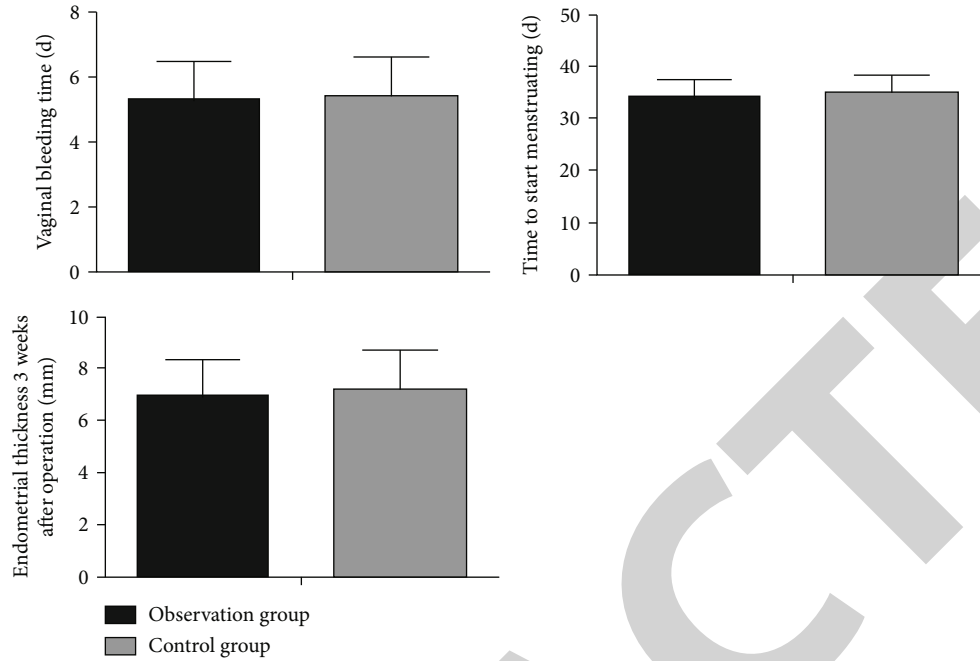 Vaginal bleeding time (d)
8
6
4
2
0
Time to start menstruating (d)
50
40
30
20
10
0
Endometrial thickness 3 weeks
after operation (mm)
10
8
6
4
2
0
Observation group
Control group
CTE